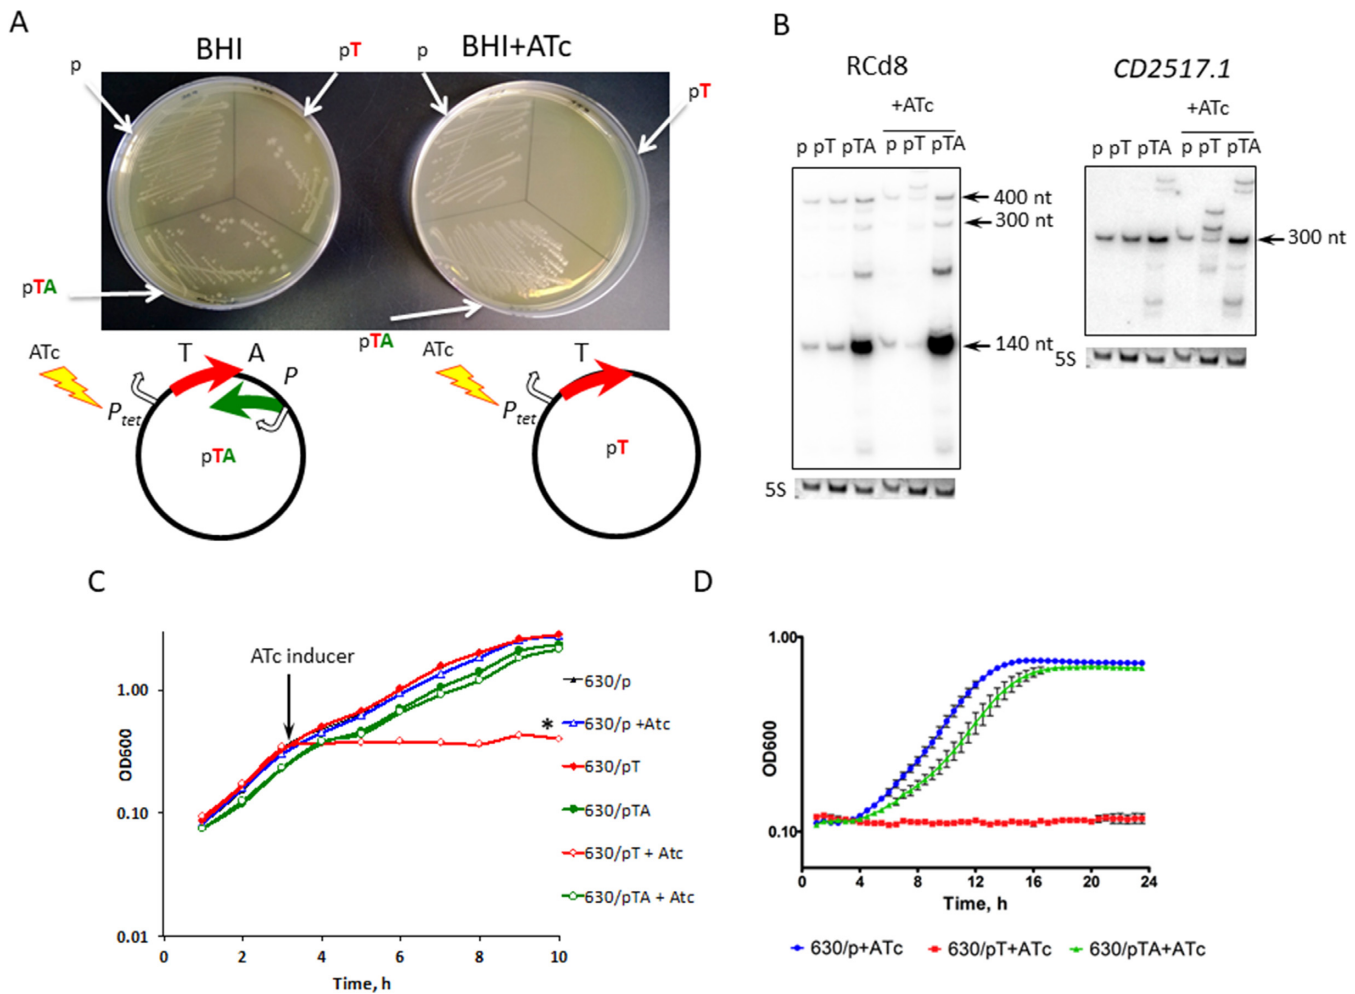 A
BHI
BHI+ATc
p
pT
p
pT
pTA
pTA
ATc
T
A
P
Ptet
pTA
ATc
T
Ptet
pT
B
RCd8
+ATc
p pT pTA p pT pTA
400 nt
300 nt
140 nt
5S
CD2517.1
+ATc
p pT pTA p pT pTA
300 nt
5S
C
ATc inducer
OD600
1.00
0.10
0.01
0 2 4 6 8 10
Time, h
630/p
* 630/p +Atc
630/pT
630/pTA
630/pT + Atc
630/pTA + Atc
D
OD600
1.00
0.10
0 4 8 12 16 20 24
Time, h
630/p+ATc 630/pT+ATc 630/pTA+ATc